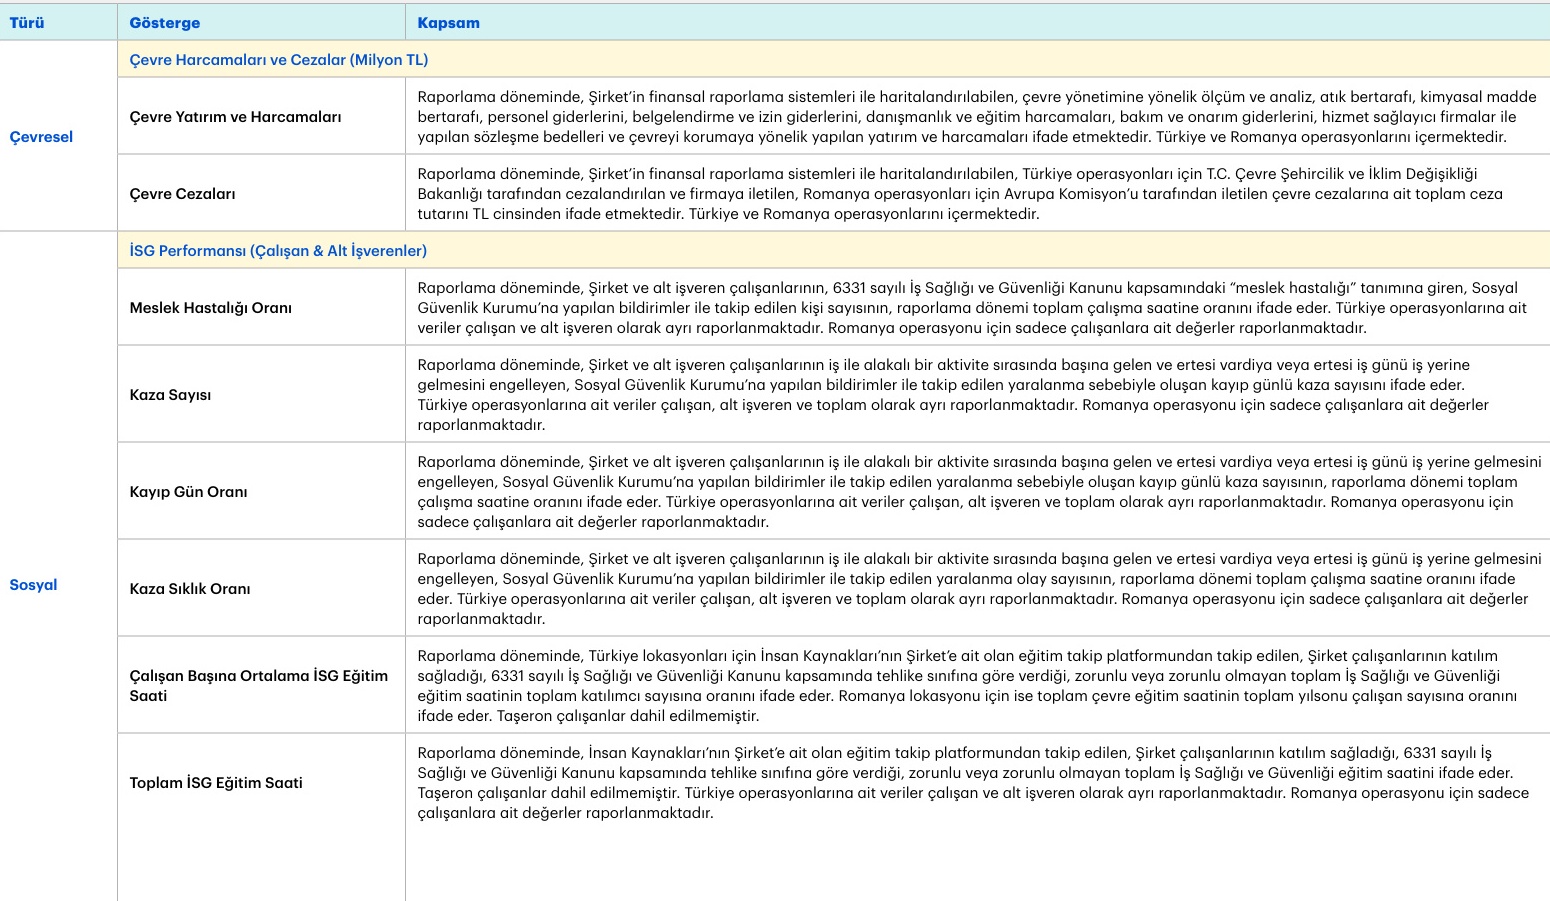 Türü
Gösterge
Kapsam
Çevresel
Çevre Harcamaları ve Cezalar (Milyon TL)
Çevre Yatırım ve Harcamaları
Raporlama döneminde, Şirket’in finansal raporlama sistemleri ile haritalandırılabilen, çevre yönetimine yönelik ölçüm ve analiz, atık bertarafı, kimyasal madde
bertarafı, personel giderlerini, belgelendirme ve izin giderlerini, danışmanlık ve eğitim harcamaları, bakım ve onarım giderlerini, hizmet sağlayıcı firmalar ile
yapılan sözleşme bedelleri ve çevreyi korumaya yönelik yapılan yatırım ve harcamaları ifade etmektedir. Türkiye ve Romanya operasyonlarını içermektedir.
Çevre Cezaları
Raporlama döneminde, Şirket’in finansal raporlama sistemleri ile haritalandırılabilen, Türkiye operasyonları için T.C. Çevre Şehircilik ve İklim Değişikliği
Bakanlığı tarafından cezalandırılan ve firmaya iletilen, Romanya operasyonları için Avrupa Komisyon’u tarafından iletilen çevre cezalarına ait toplam ceza
tutarını TL cinsinden ifade etmektedir. Türkiye ve Romanya operasyonlarını içermektedir.
Sosyal
İSG Performansı (Çalışan & Alt İşverenler)
Meslek Hastalığı Oranı
Raporlama döneminde, Şirket ve alt işveren çalışanlarının, 6331 sayılı İş Sağlığı ve Güvenliği Kanunu kapsamındaki “meslek hastalığı” tanımına giren, Sosyal
Güvenlik Kurumu’na yapılan bildirimler ile takip edilen kişi sayısının, raporlama dönemi toplam çalışma saatine oranını ifade eder. Türkiye operasyonlarına ait
veriler çalışan ve alt işveren olarak ayrı raporlanmaktadır. Romanya operasyonu için sadece çalışanlara ait değerler raporlanmaktadır.
Kaza Sayısı
Raporlama döneminde, Şirket ve alt işveren çalışanlarının iş ile alakalı bir aktivite sırasında başına gelen ve ertesi vardiya veya ertesi iş günü iş yerine
gelmesini engelleyen, Sosyal Güvenlik Kurumu’na yapılan bildirimler ile takip edilen yaralanma sebebiyle oluşan kayıp günlü kaza sayısını ifade eder.
Türkiye operasyonlarına ait veriler çalışan, alt işveren ve toplam olarak ayrı raporlanmaktadır. Romanya operasyonu için sadece çalışanlara ait değerler
raporlanmaktadır.
Kayıp Gün Oranı
Raporlama döneminde, Şirket ve alt işveren çalışanlarının iş ile alakalı bir aktivite sırasında başına gelen ve ertesi vardiya veya ertesi iş günü iş yerine gelmesini
engelleyen, Sosyal Güvenlik Kurumu’na yapılan bildirimler ile takip edilen yaralanma sebebiyle oluşan kayıp günlü kaza sayısının, raporlama dönemi toplam
çalışma saatine oranını ifade eder. Türkiye operasyonlarına ait veriler çalışan, alt işveren ve toplam olarak ayrı raporlanmaktadır. Romanya operasyonu için
sadece çalışanlara ait değerler raporlanmaktadır.
Kaza Sıklık Oranı
Raporlama döneminde, Şirket ve alt işveren çalışanlarının iş ile alakalı bir aktivite sırasında başına gelen ve ertesi vardiya veya ertesi iş günü iş yerine gelmesini
engelleyen, Sosyal Güvenlik Kurumu’na yapılan bildirimler ile takip edilen yaralanma olay sayısının, raporlama dönemi toplam çalışma saatine oranını ifade
eder. Türkiye operasyonlarına ait veriler çalışan, alt işveren ve toplam olarak ayrı raporlanmaktadır. Romanya operasyonu için sadece çalışanlara ait değerler
raporlanmaktadır.
Çalışan Başına Ortalama İSG Eğitim
Saati
Raporlama döneminde, Türkiye lokasyonları için İnsan Kaynakları’nın Şirket’e ait olan eğitim takip platformundan takip edilen, Şirket çalışanlarının katılım
sağladığı, 6331 sayılı İş Sağlığı ve Güvenliği Kanunu kapsamında tehlike sınıfına göre verdiği, zorunlu veya zorunlu olmayan toplam İş Sağlığı ve Güvenliği
eğitim saatinin toplam katılımcı sayısına oranını ifade eder. Romanya lokasyonu için ise toplam çevre eğitim saatinin toplam yılsonu çalışan sayısına oranını
ifade eder. Taşeron çalışanlar dahil edilmemiştir.
Toplam İSG Eğitim Saati
Raporlama döneminde, İnsan Kaynakları’nın Şirket’e ait olan eğitim takip platformundan takip edilen, Şirket çalışanlarının katılım sağladığı, 6331 sayılı İş
Sağlığı ve Güvenliği Kanunu kapsamında tehlike sınıfına göre verdiği, zorunlu veya zorunlu olmayan toplam İş Sağlığı ve Güvenliği eğitim saatini ifade eder.
Taşeron çalışanlar dahil edilmemiştir. Türkiye operasyonlarına ait veriler çalışan ve alt işveren olarak ayrı raporlanmaktadır. Romanya operasyonu için sadece
çalışanlara ait değerler raporlanmaktadır.